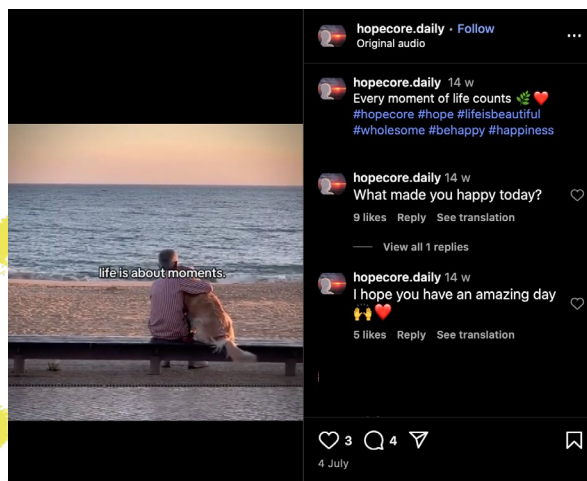 life is about moments.
hopecore.daily • Follow
Original audio
hopecore.daily 14 w
Every moment of life counts 🌿 ❤️
#hopecore #hope #lifeisbeautiful
#wholesome #behappy #happiness
hopecore.daily 14 w
What made you happy today?
9 likes Reply See translation
View all 1 replies
hopecore.daily 14 w
I hope you have an amazing day
🙌❤️
5 likes Reply See translation
3 4
4 July